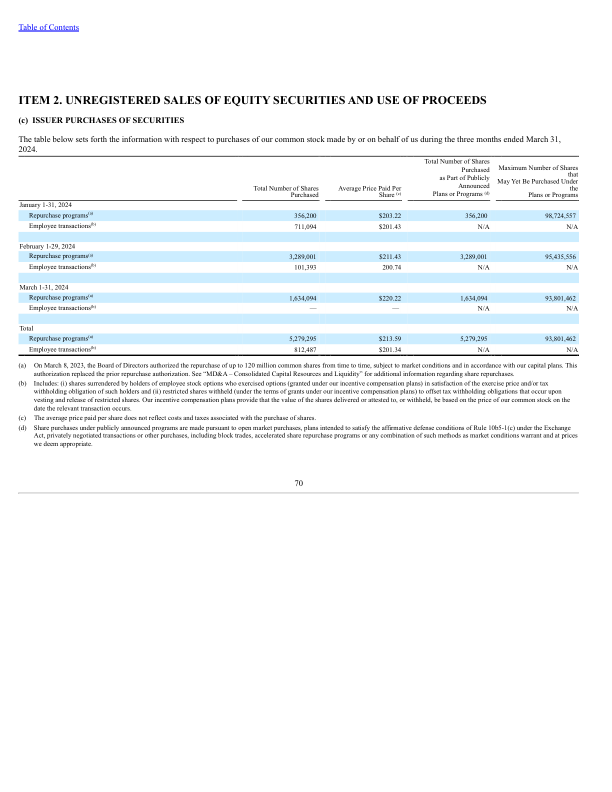 Table of Contents
ITEM 2. UNREGISTERED SALES OF EQUITY SECURITIES AND USE OF PROCEEDS
(c) ISSUER PURCHASES OF SECURITIES
The table below sets forth the information with respect to purchases of our common stock made by or on behalf of us during the three months ended March 31,
2024.
Total Number of Shares Purchased | Average Price Paid Per Share (c) | Total Number of Shares Purchased as Part of Publicly Announced Plans or Programs (d) | Maximum Number of Shares that May Yet Be Purchased Under the Plans or Programs
January 1-31, 2024
Repurchase programs(a) 356,200 $203.22 356,200 98,724,557
Employee transactions(b) 711,094 $201.43 N/A N/A
February 1-29, 2024
Repurchase programs(a) 3,289,001 $211.43 3,289,001 95,435,556
Employee transactions(b) 101,393 200.74 N/A N/A
March 1-31, 2024
Repurchase programs(a) 1,634,094 $220.22 1,634,094 93,801,462
Employee transactions(b) — — N/A N/A
Total
Repurchase programs(a) 5,279,295 $213.59 5,279,295 93,801,462
Employee transactions(b) 812,487 $201.34 N/A N/A
(a) On March 8, 2023, the Board of Directors authorized the repurchase of up to 120 million common shares from time to time, subject to market conditions and in accordance with our capital plans. This
authorization replaced the prior repurchase authorization. See “MD&A – Consolidated Capital Resources and Liquidity” for additional information regarding share repurchases.
(b) Includes: (i) shares surrendered by holders of employee stock options who exercised options (granted under our incentive compensation plans) in satisfaction of the exercise price and/or tax
withholding obligation of such holders and (ii) restricted shares withheld (under the terms of grants under our incentive compensation plans) to offset tax withholding obligations that occur upon
vesting and release of restricted shares. Our incentive compensation plans provide that the value of the shares delivered or attested to, or withheld, be based on the price of our common stock on the
date the relevant transaction occurs.
(c) The average price paid per share does not reflect costs and taxes associated with the purchase of shares.
(d) Share purchases under publicly announced programs are made pursuant to open market purchases, plans intended to satisfy the affirmative defense conditions of Rule 10b5-1(c) under the Exchange
Act, privately negotiated transactions or other purchases, including block trades, accelerated share repurchase programs or any combination of such methods as market conditions warrant and at prices
we deem appropriate.
70